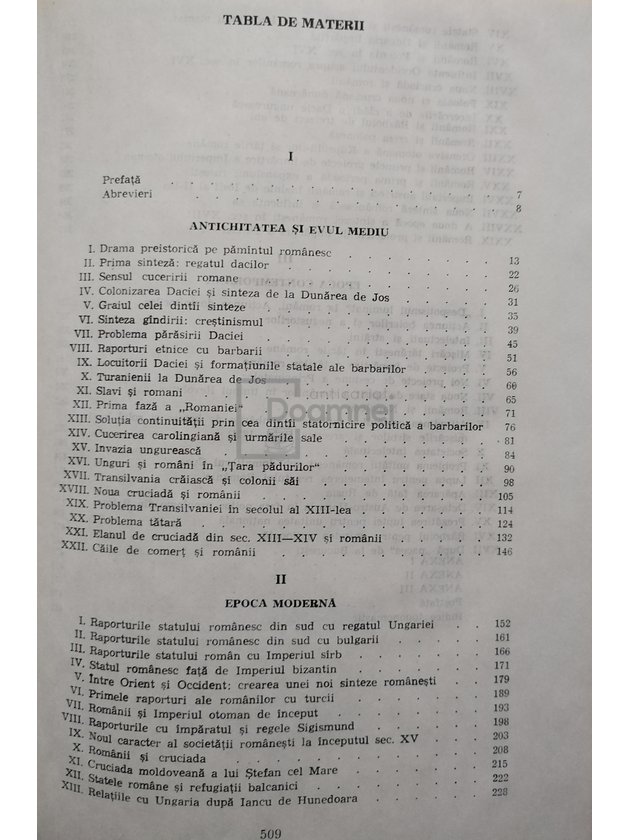 TABLA DE MATERII
I
Prefață . . . . . . . . . . 7
Abrevieri . . . . . . . . . . 8
ANTICHITATEA ȘI EVUL MEDIU
I. Drama preistorică pe pămîntul românesc . . . . . 13
II. Prima sinteză: regatul dacilor . . . . . 22
III. Sensul cuceririi romane . . . . . 26
IV. Colonizarea Daciei și sinteza de la Dunărea de Jos . . . . . 31
V. Graiul celei dintîi sinteze . . . . . 35
VI. Sinteza gîndirii: creștinismul . . . . . 39
VII. Problema părăsirii Daciei . . . . . 45
VIII. Raporturi etnice cu barbarii . . . . . 51
IX. Locuitorii Daciei și formațiunile statale ale barbarilor . . . . . 56
X. Turanienii la Dunărea de Jos . . . . . 60
XI. Slavi și romani . . . . . 65
XII. Prima fază a „Romaniei" . . . . . 71
XIII. Soluția continuității prin cea dintîi statornicire politică a barbarilor 76
XIV. Cucerirea carolingiană și urmările sale . . . . . 81
XV. Invazia ungurească . . . . . 84
XVI. Unguri și români în „Țara pădurilor" . . . . . 90
XVII. Transilvania crăiască și colonii săi . . . . . 98
XVIII. Noua cruciadă și românii . . . . . 105
XIX. Problema Transilvaniei în secolul al XIII-lea . . . . . 114
XX. Problema tătară . . . . . 124
XXI. Elanul de cruciadă din sec. XIII—XIV și românii . . . . . 132
XXII. Căile de comerț și românii . . . . . 146
anticariat
Doamnei
II
EPOCA MODERNĂ
I. Raporturile statului românesc din sud cu regatul Ungariei . . 152
II. Raporturile statului românesc din sud cu bulgarii . . . . . 161
III. Raporturile statului român cu Imperiul sîrb . . . . . 166
IV. Statul românesc față de Imperiul bizantin . . . . . 171
V. Între Orient și Occident: crearea unei noi sinteze românești . . 179
VI. Primele raporturi ale românilor cu turcii . . . . . 189
VII. Românii și Imperiul otoman de început . . . . . 193
VIII. Raporturile cu împăratul și regele Sigismund . . . . . 198
IX. Noul caracter al societății românești la începutul sec. XV . . 203
X. Românii și cruciada . . . . . 208
XI. Cruciada moldoveană a lui Ștefan cel Mare . . . . . 215
XII. Statele române și refugiații balcanici . . . . . 222
XIII. Relațiile cu Ungaria după Iancu de Hunedoara . . . . . 228
509